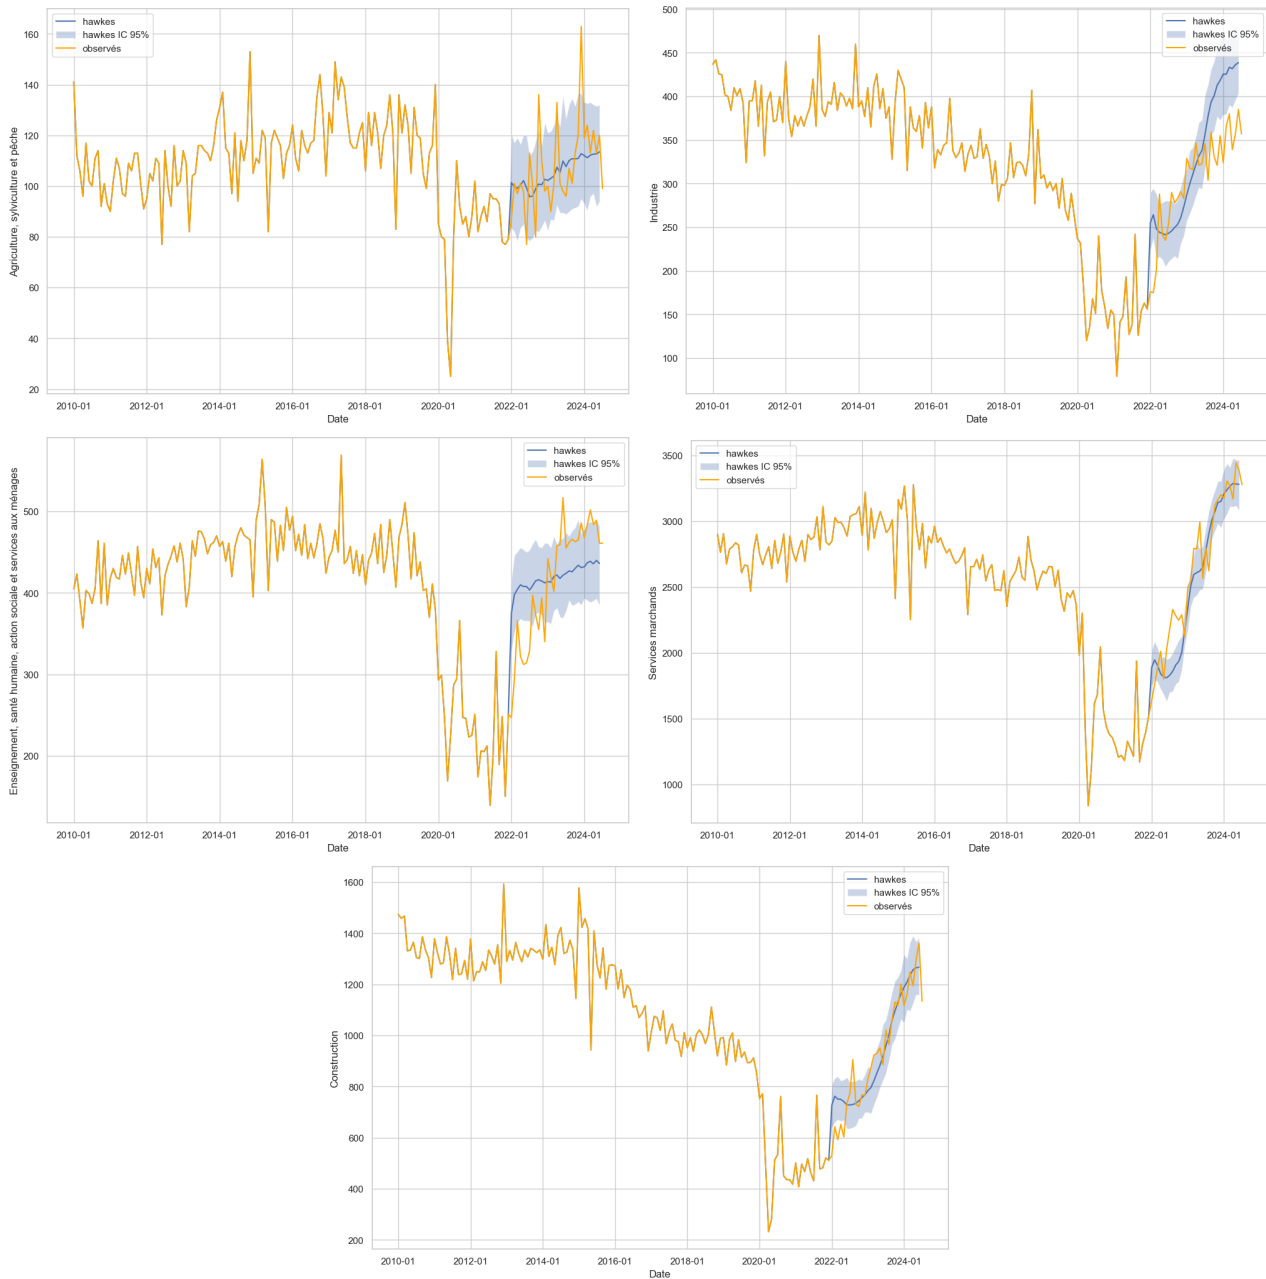 hawkes
hawkes IC 95%
observés
160
140
120
100
80
60
40
20
Agriculture, sylviculture et pêche
2010-01 2012-01 2014-01 2016-01 2018-01 2020-01 2022-01 2024-01
Date
hawkes
hawkes IC 95%
observés
500
450
400
350
300
250
200
150
100
Industrie
2010-01 2012-01 2014-01 2016-01 2018-01 2020-01 2022-01 2024-01
Date
hawkes
hawkes IC 95%
observés
500
400
300
200
Enseignement, santé humaine, action sociale et services aux ménages
2010-01 2012-01 2014-01 2016-01 2018-01 2020-01 2022-01 2024-01
Date
hawkes
hawkes IC 95%
observés
3500
3000
2500
2000
1500
1000
Services marchands
2010-01 2012-01 2014-01 2016-01 2018-01 2020-01 2022-01 2024-01
Date
hawkes
hawkes IC 95%
observés
1600
1400
1200
1000
800
600
400
200
Construction
2010-01 2012-01 2014-01 2016-01 2018-01 2020-01 2022-01 2024-01
Date